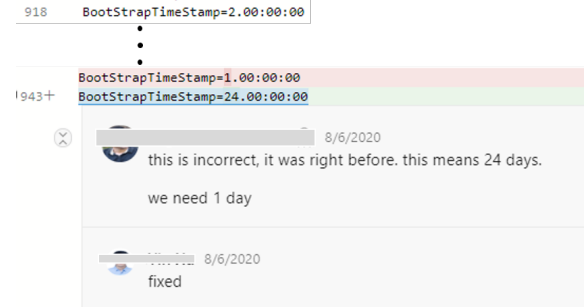 918 BootStrapTimeStamp=2.00:00:00
BootStrapTimeStamp=1.00:00:00
943+ BootStrapTimeStamp=24.00:00:00
8/6/2020
this is incorrect, it was right before. this means 24 days.
we need 1 day
8/6/2020
fixed